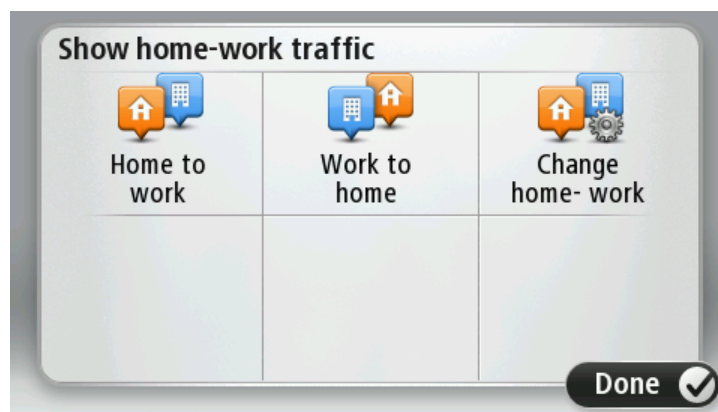 Show home-work traffic
Home to
work
Work to
home
Change
home- work
Done